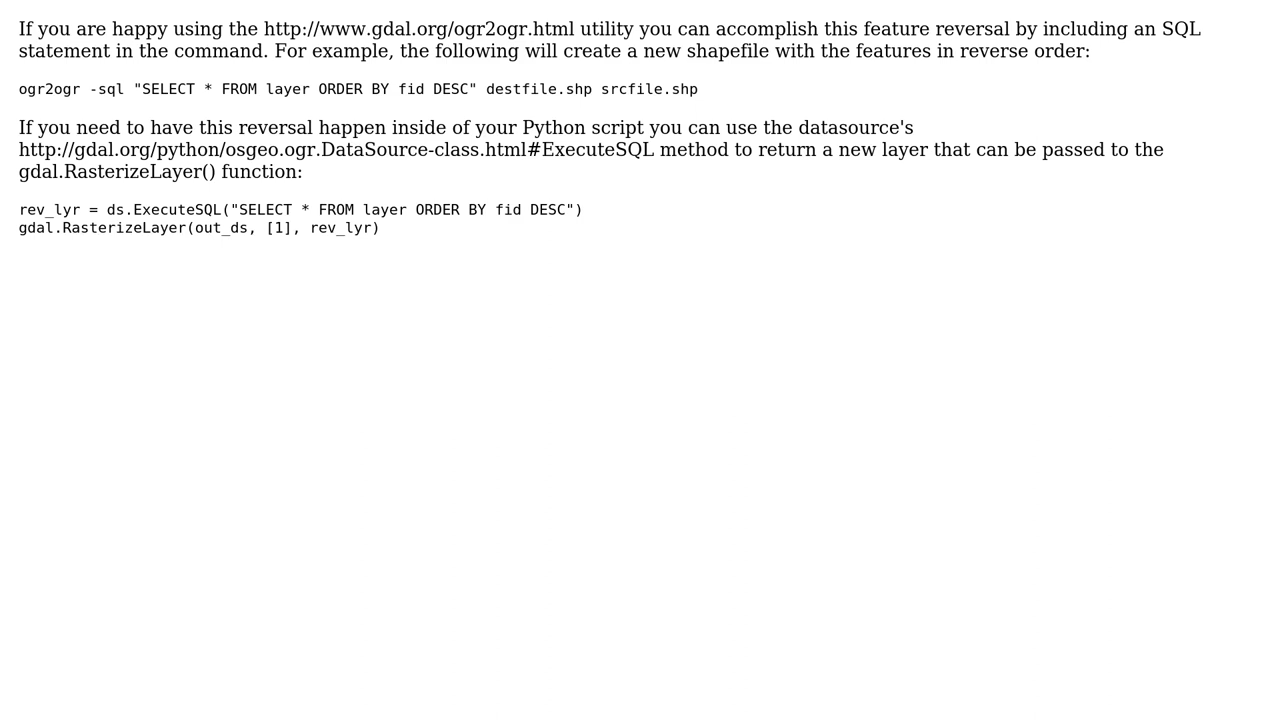 If you are happy using the http://www.gdal.org/ogr2ogr.html utility you can accomplish this feature reversal by including an SQL
statement in the command. For example, the following will create a new shapefile with the features in reverse order:
ogr2ogr -sql "SELECT * FROM layer ORDER BY fid DESC" destfile.shp srcfile.shp
If you need to have this reversal happen inside of your Python script you can use the datasource's
http://gdal.org/python/osgeo.ogr.DataSource-class.html#ExecuteSQL method to return a new layer that can be passed to the
gdal.RasterizeLayer() function:
rev_lyr = ds.ExecuteSQL("SELECT * FROM layer ORDER BY fid DESC")
gdal.RasterizeLayer(out_ds, [1], rev_lyr)